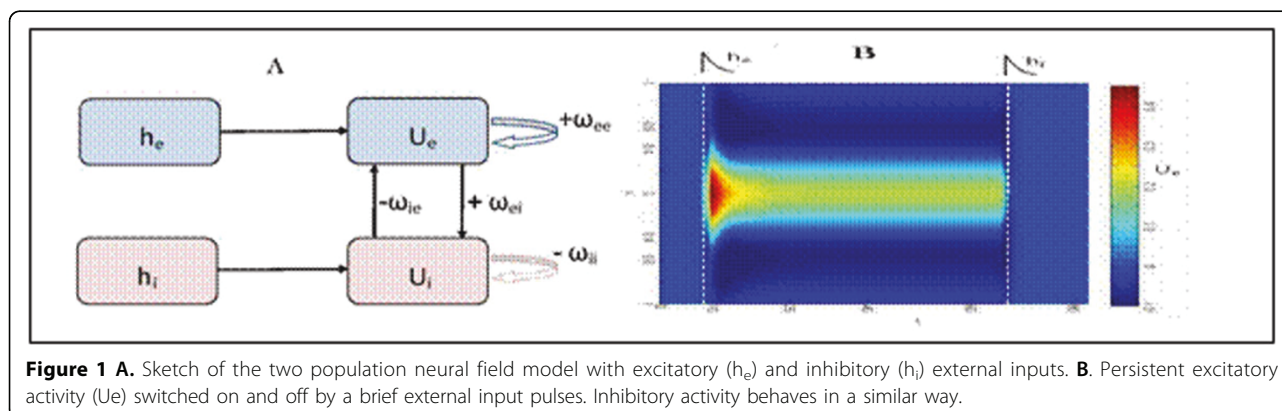 A
B
h_e
U_e
+ω_ee
-ω_ie
+ω_ei
h_i
U_i
-ω_ii
h_e
h_i
U_e
Figure 1 A. Sketch of the two population neural field model with excitatory (h_e) and inhibitory (h_i) external inputs. B. Persistent excitatory
activity (Ue) switched on and off by a brief external input pulses. Inhibitory activity behaves in a similar way.